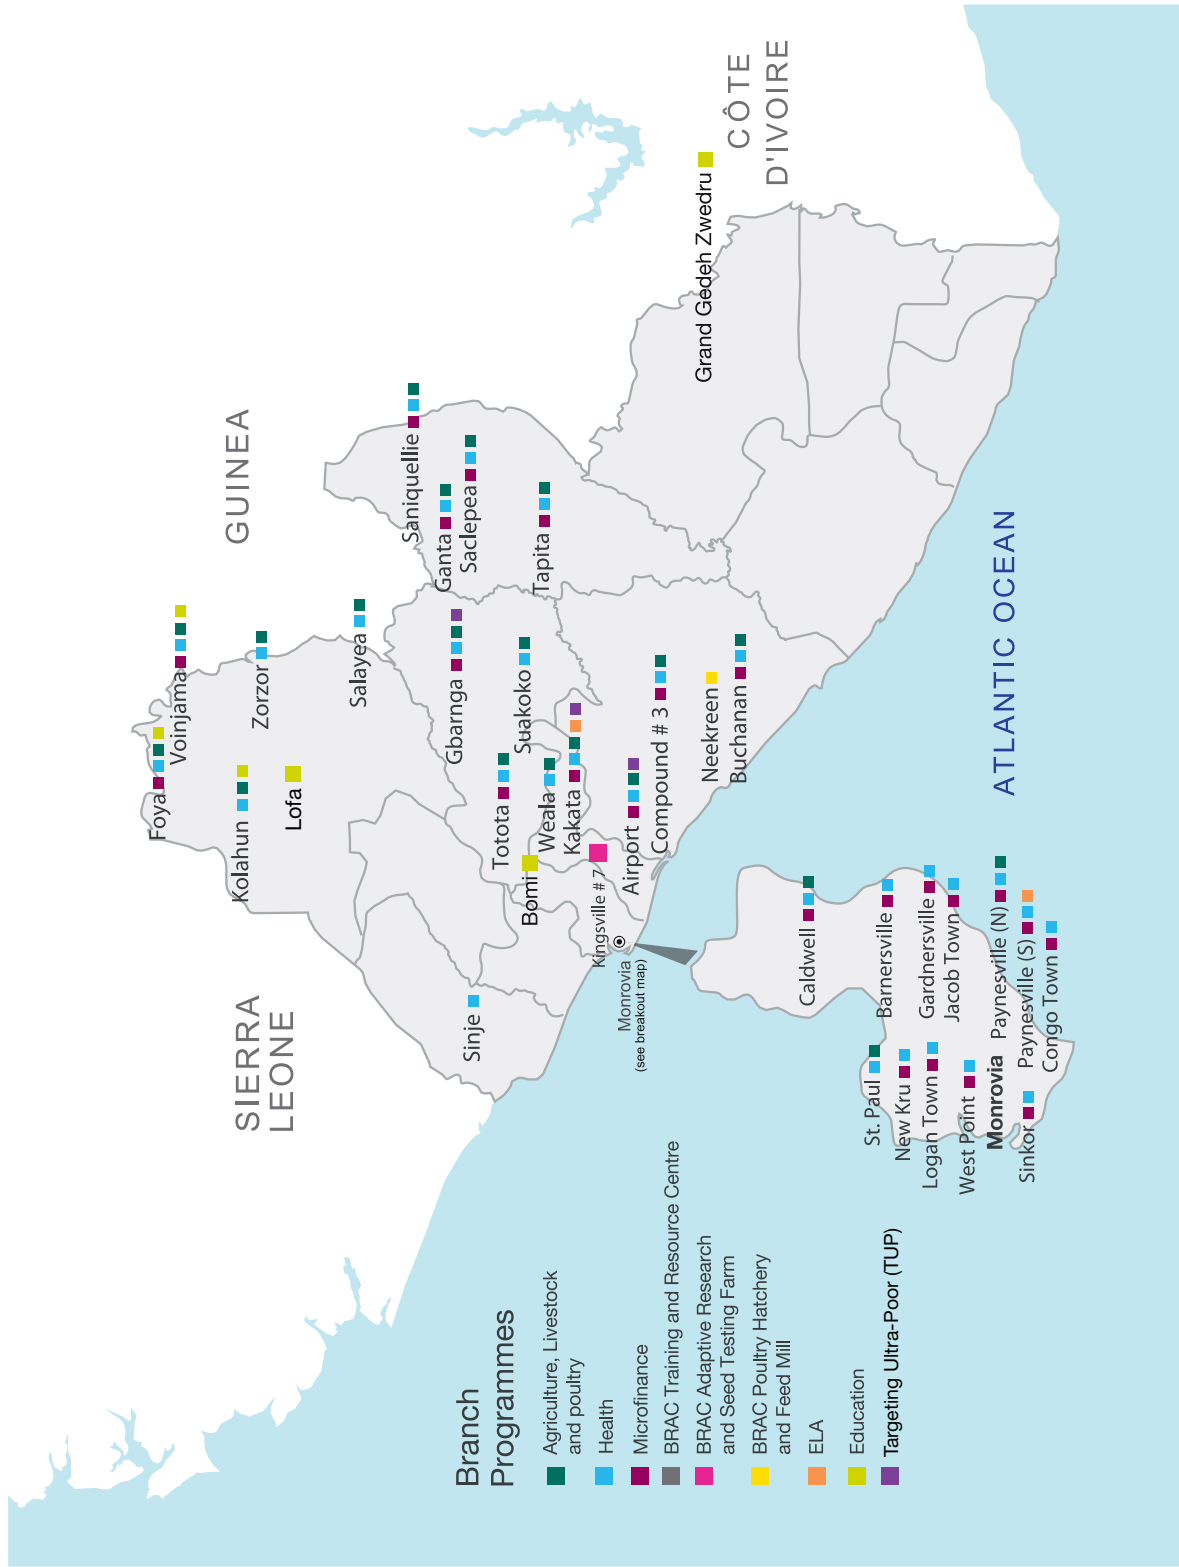 SIERRA
LEONE
GUINEA
CÔTE
D'IVOIRE
ATLANTIC OCEAN
Foya
Voinjama
Kolahun
Zorzor
Lofa
Salayea
Saniquellie
Ganta
Saclepea
Tapita
Gbarnga
Suakoko
Totota
Weala
Kakata
Bomi
Kingsville # 7
Airport
Compound # 3
Neekreen
Buchanan
Grand Gedeh Zwedru
Sinje
Monrovia
(see breakout map)
Caldwell
Barnersville
Gardnersville
Jacob Town
Paynesville (N)
Paynesville (S)
Congo Town
St. Paul
New Kru
Logan Town
West Point
Monrovia
Sinkor
Branch
Programmes
Agriculture, Livestock
and poultry
Health
Microfinance
BRAC Training and Resource Centre
BRAC Adaptive Research
and Seed Testing Farm
BRAC Poultry Hatchery
and Feed Mill
ELA
Education
Targeting Ultra-Poor (TUP)